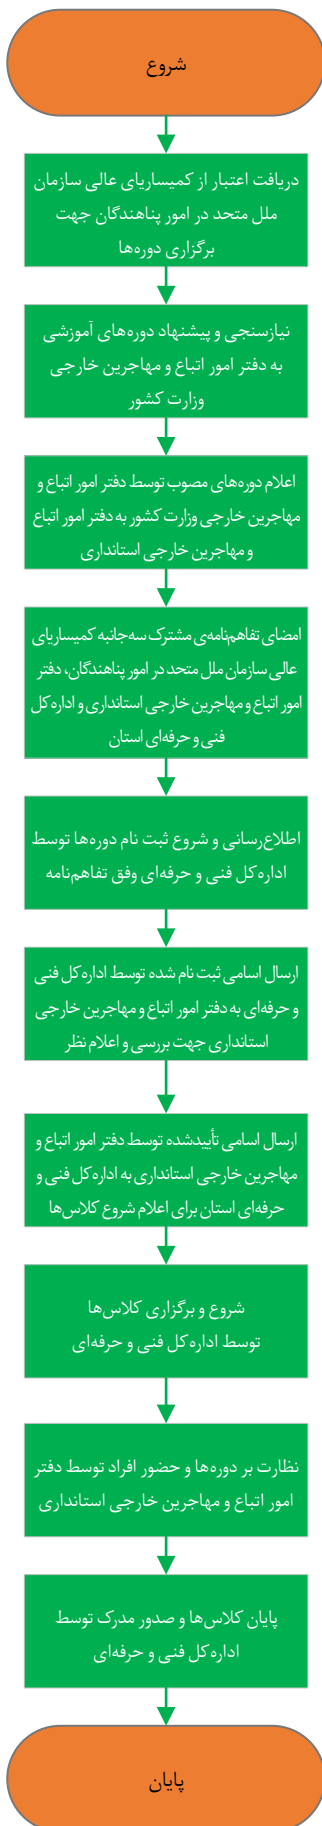 شروع
دریافت اعتبار از کمیساریای عالی سازمان
ملل متحد در امور پناهندگان جهت
برگزاری دوره‌ها
نیازسنجی و پیشنهاد دوره‌های آموزشی
به دفتر امور اتباع و مهاجرین خارجی
وزارت کشور
اعلام دوره‌های مصوب توسط دفتر امور اتباع و
مهاجرین خارجی وزارت کشور به دفتر امور اتباع
و مهاجرین خارجی استانداری
امضای تفاهم‌نامه‌ی مشترک سه‌جانبه کمیساریای
عالی سازمان ملل متحد در امور پناهندگان، دفتر
امور اتباع و مهاجرین خارجی استانداری و اداره کل
فنی و حرفه‌ای استان
اطلاع‌رسانی و شروع ثبت نام دوره‌ها توسط
اداره کل فنی و حرفه‌ای وفق تفاهم‌نامه
ارسال اسامی ثبت نام شده توسط اداره کل فنی
و حرفه‌ای به دفتر امور اتباع و مهاجرین خارجی
استانداری جهت بررسی و اعلام نظر
ارسال اسامی تأییدشده توسط دفتر امور اتباع و
مهاجرین خارجی استانداری به اداره کل فنی و
حرفه‌ای استان برای اعلام شروع کلاس‌ها
شروع و برگزاری کلاس‌ها
توسط اداره کل فنی و حرفه‌ای
نظارت بر دوره‌ها و حضور افراد توسط دفتر
امور اتباع و مهاجرین خارجی استانداری
پایان کلاس‌ها و صدور مدرک توسط
اداره کل فنی و حرفه‌ای
پایان